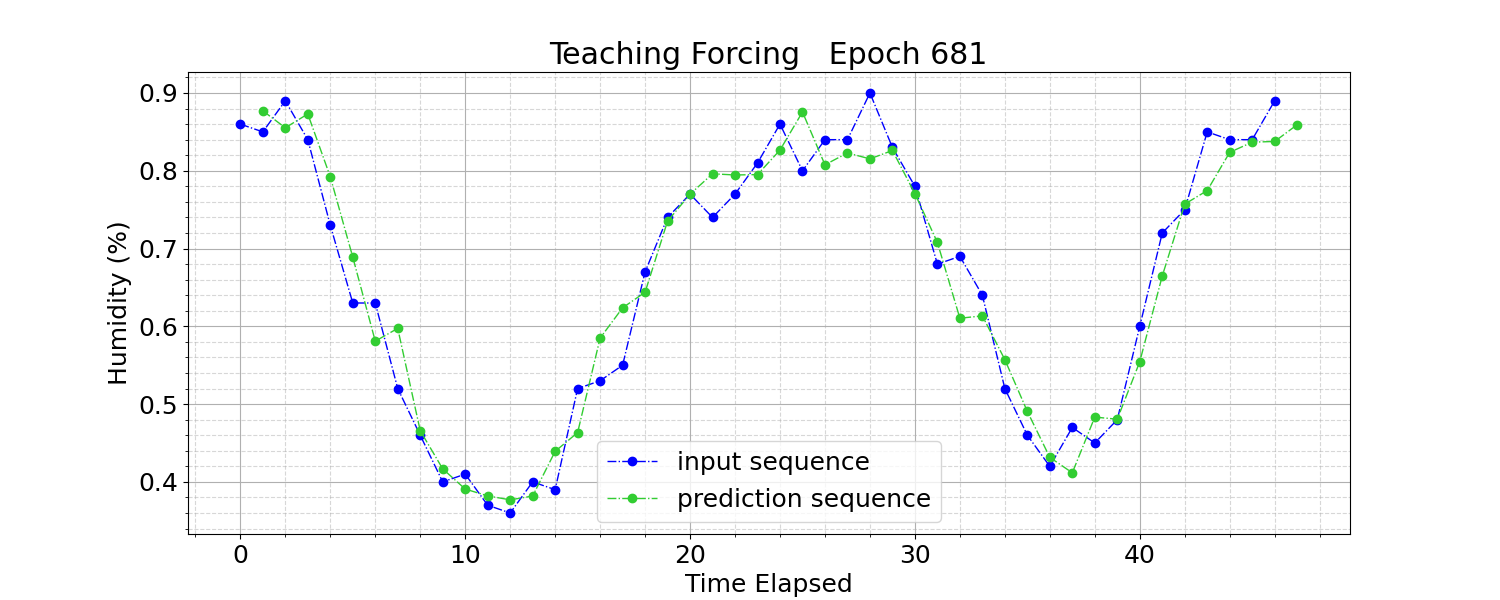 Teaching Forcing   Epoch 681
Humidity (%)
0.9
0.8
0.7
0.6
0.5
0.4
input sequence
prediction sequence
0 10 20 30 40
Time Elapsed